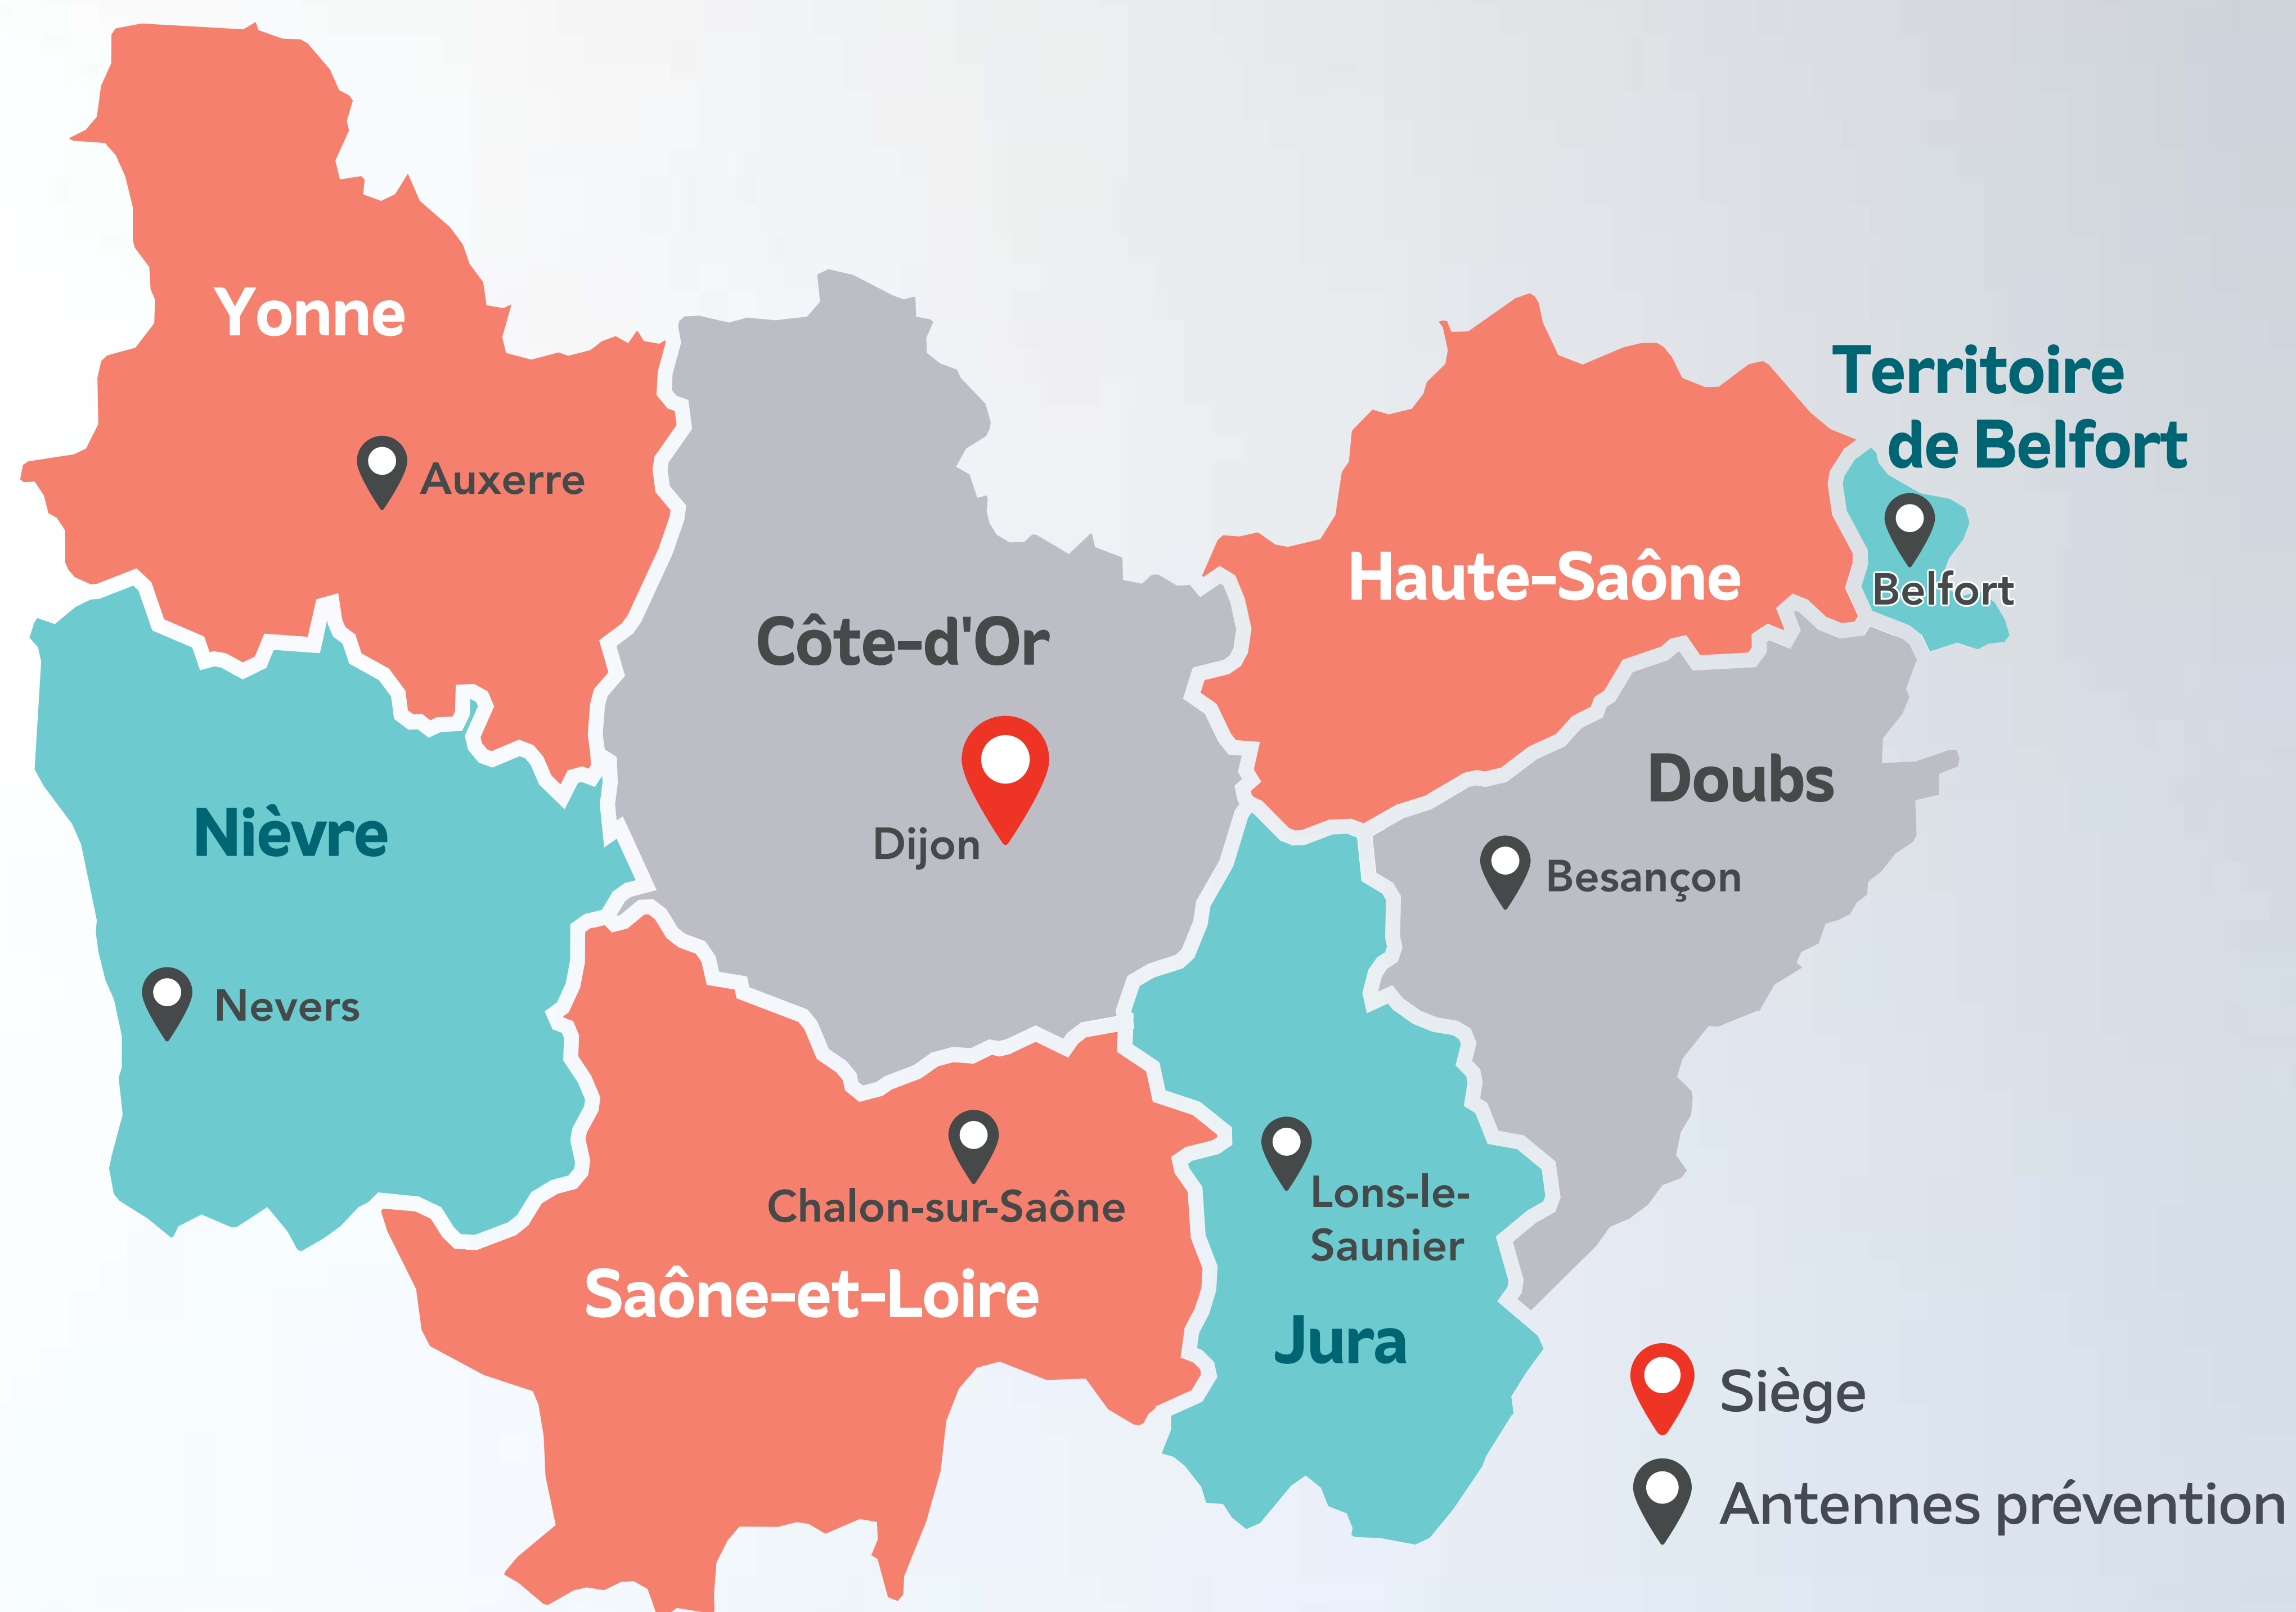 Yonne
Auxerre
Territoire
de Belfort
Belfort
Haute-Saône
Côte-d'Or
Dijon
Doubs
Besançon
Nièvre
Nevers
Chalon-sur-Saône
Saône-et-Loire
Lons-le-
Saunier
Jura
Siège
Antennes prévention